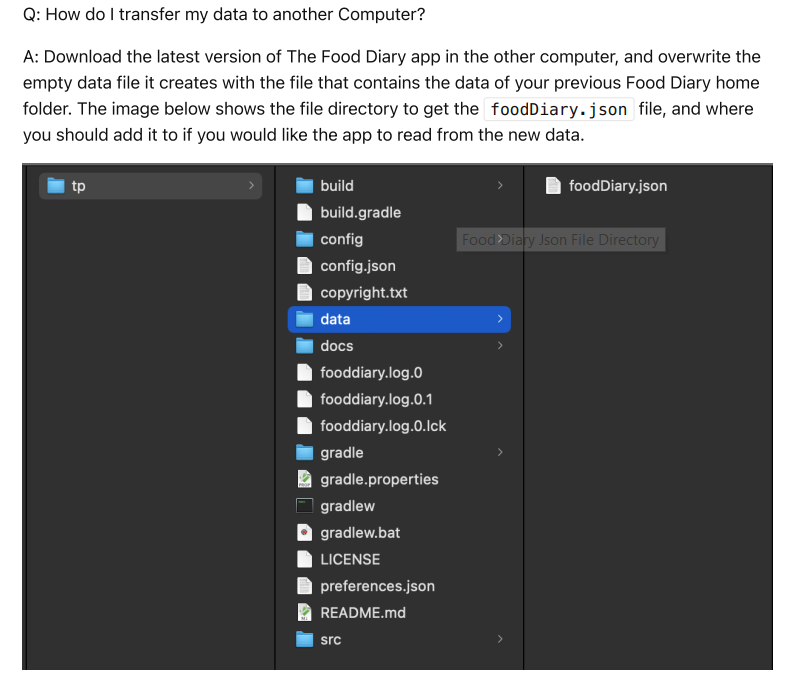 Q: How do I transfer my data to another Computer?
A: Download the latest version of The Food Diary app in the other computer, and overwrite the
empty data file it creates with the file that contains the data of your previous Food Diary home
folder. The image below shows the file directory to get the foodDiary.json file, and where
you should add it to if you would like the app to read from the new data.
tp
build
build.gradle
config
config.json
copyright.txt
data
docs
fooddiary.log.0
fooddiary.log.0.1
fooddiary.log.0.lck
gradle
gradle.properties
gradlew
gradlew.bat
LICENSE
preferences.json
README.md
src
foodDiary.json
Food Diary Json File Directory